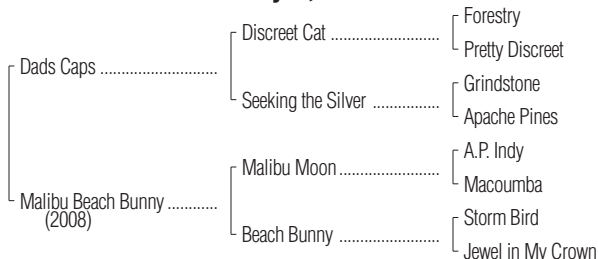 Forestry
Discreet Cat ............................
Pretty Discreet
Dads Caps ..............................
Grindstone
Seeking the Silver .................
Apache Pines
A.P. Indy
Malibu Moon ..........................
Macoumba
Malibu Beach Bunny .............
(2008)
Storm Bird
Beach Bunny ..........................
Jewel in My Crown